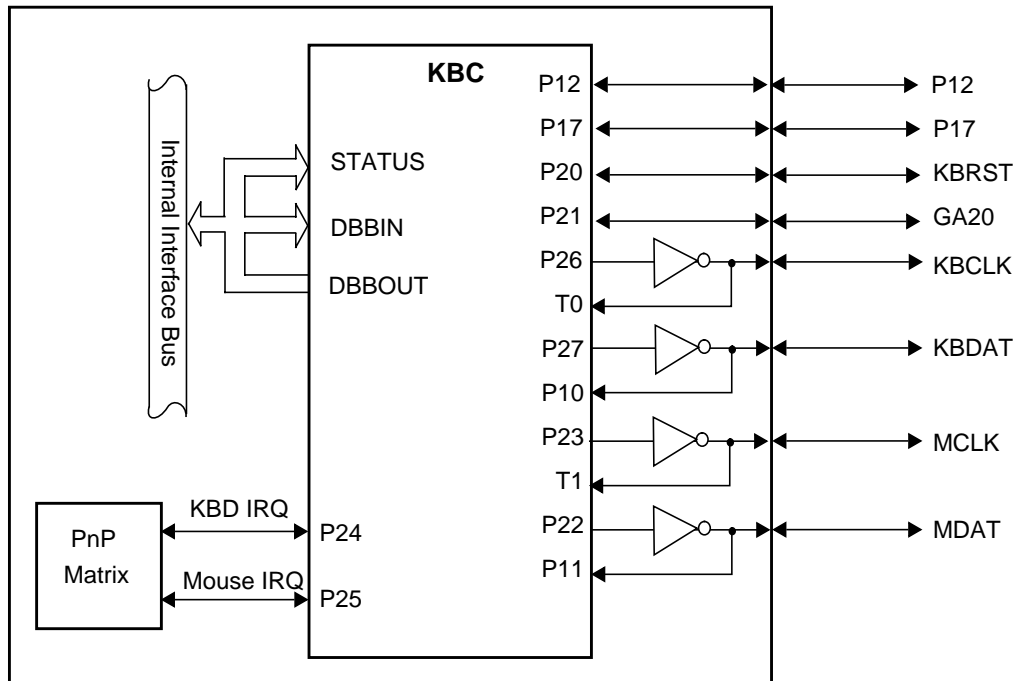 KBC
Internal Interface Bus
STATUS
DBBIN
DBBOUT
P12
P17
P20
P21
P26
T0
P27
P10
P23
T1
P22
P11
P12
P17
KBRST
GA20
KBCLK
KBDAT
MCLK
MDAT
PnP
Matrix
KBD IRQ
Mouse IRQ
P24
P25